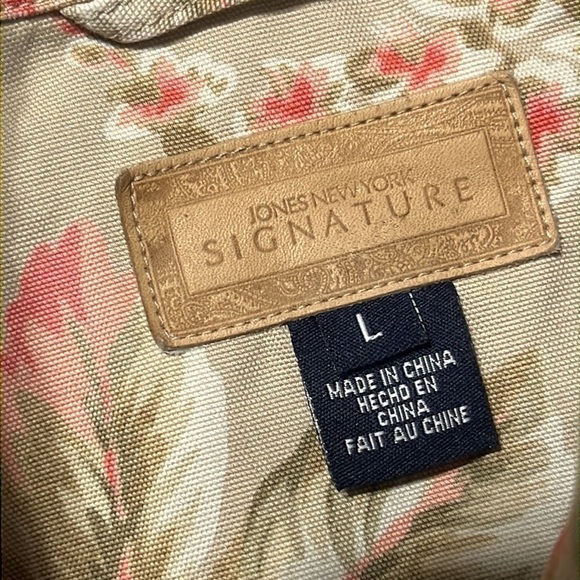 JONES NEW YORK
SIGNATURE
L
MADE IN CHINA
HECHO EN
CHINA
FAIT AU CHINE